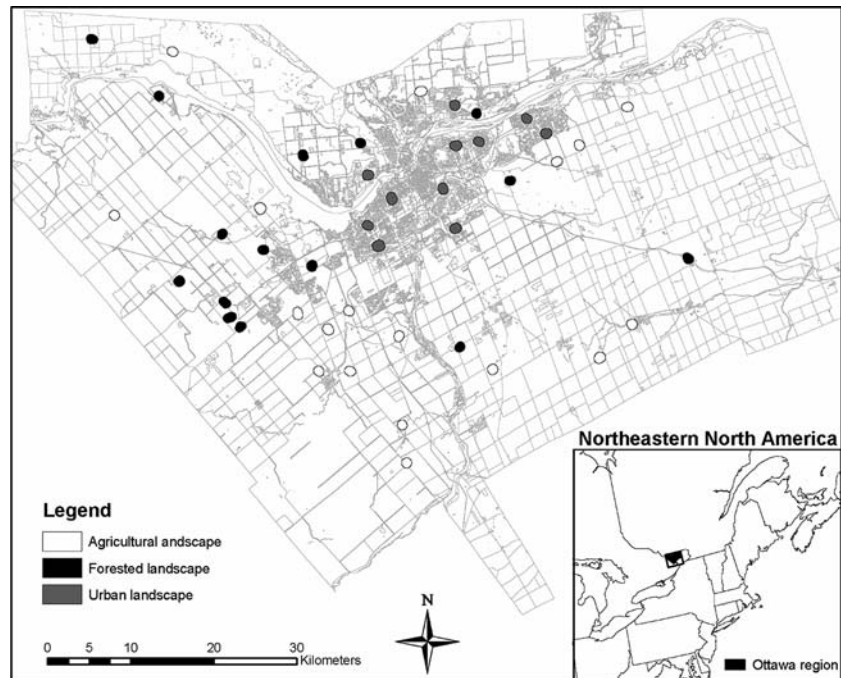 N
Legend
Agricultural andscape
Forested landscape
Urban landscape
0 5 10 20 30
Kilometers
Northeastern North America
Ottawa region